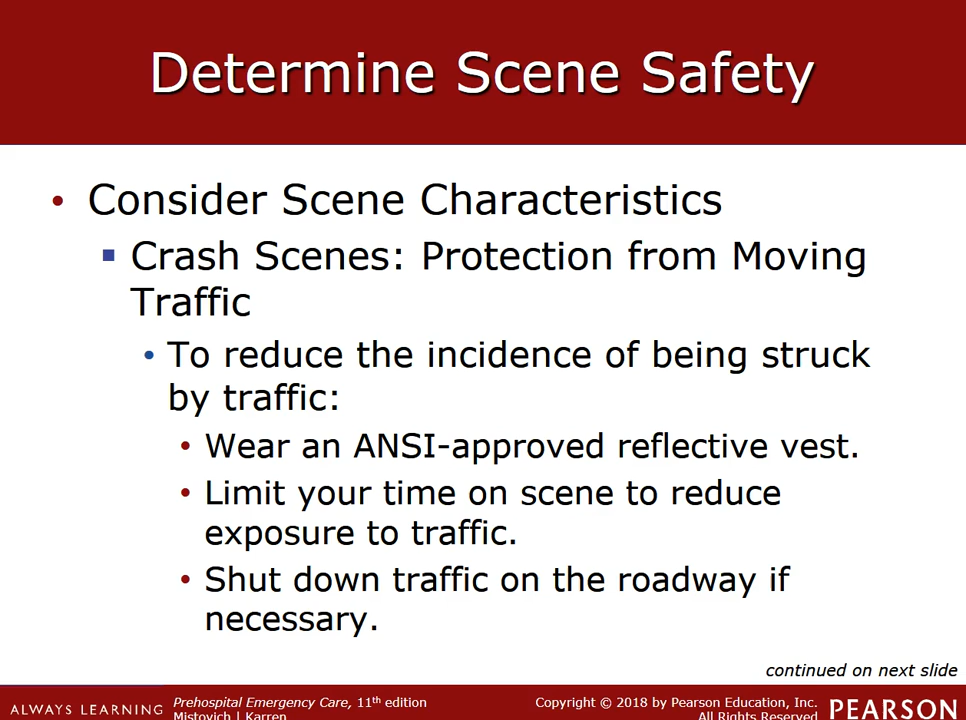 Determine Scene Safety
• Consider Scene Characteristics
▪ Crash Scenes: Protection from Moving
Traffic
• To reduce the incidence of being struck
by traffic:
• Wear an ANSI-approved reflective vest.
• Limit your time on scene to reduce
exposure to traffic.
• Shut down traffic on the roadway if
necessary.
continued on next slide
ALWAYS LEARNING
Prehospital Emergency Care, 11th edition
Mistovich | Karren
Copyright © 2018 by Pearson Education, Inc.
All Rights Reserved
PEARSON